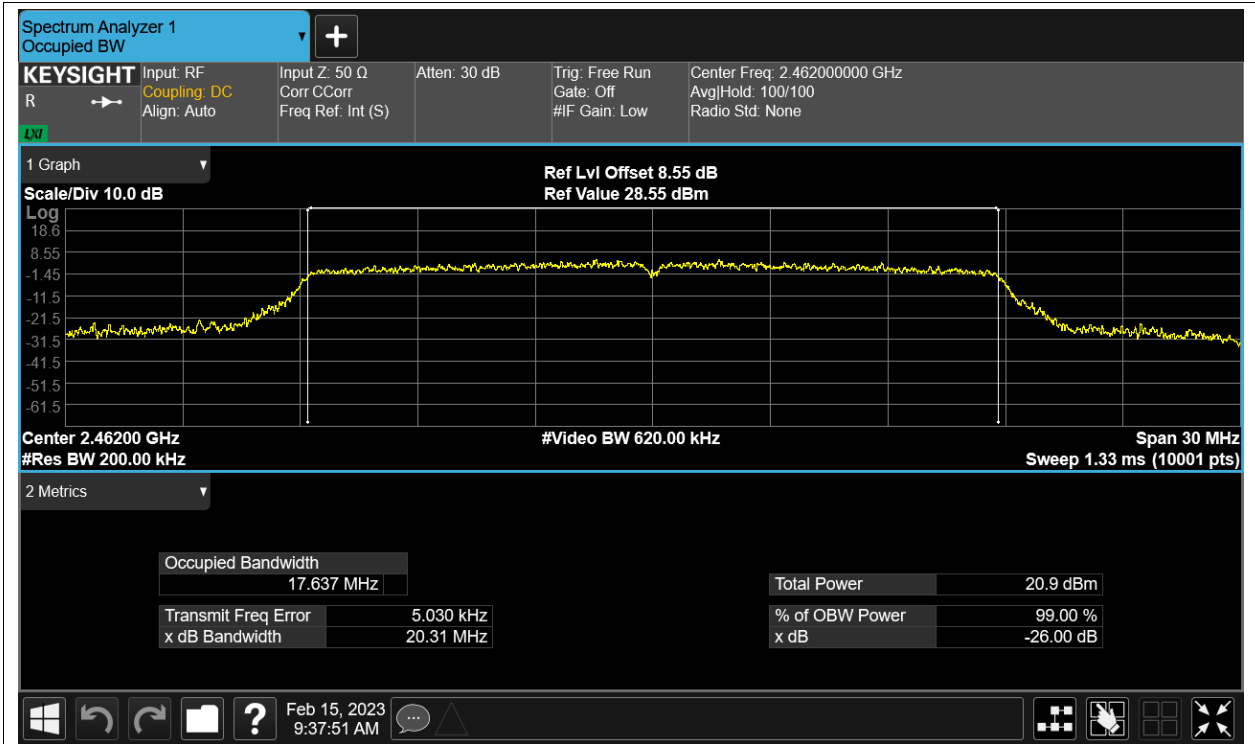 Spectrum Analyzer 1
Occupied BW
KEYSIGHT
R
LXI
Input: RF
Coupling: DC
Align: Auto
Input Z: 50 Ω
Corr CCorr
Freq Ref: Int (S)
Atten: 30 dB
Trig: Free Run
Gate: Off
#IF Gain: Low
Center Freq: 2.462000000 GHz
Avg|Hold: 100/100
Radio Std: None
1 Graph
Ref Lvl Offset 8.55 dB
Scale/Div 10.0 dB Ref Value 28.55 dBm
Log
18.6
8.55
-1.45
-11.5
-21.5
-31.5
-41.5
-51.5
-61.5
Center 2.46200 GHz #Video BW 620.00 kHz Span 30 MHz
#Res BW 200.00 kHz Sweep 1.33 ms (10001 pts)
2 Metrics
Occupied Bandwidth
17.637 MHz
Transmit Freq Error 5.030 kHz
x dB Bandwidth 20.31 MHz
Total Power 20.9 dBm
% of OBW Power 99.00 %
x dB -26.00 dB
Feb 15, 2023
9:37:51 AM